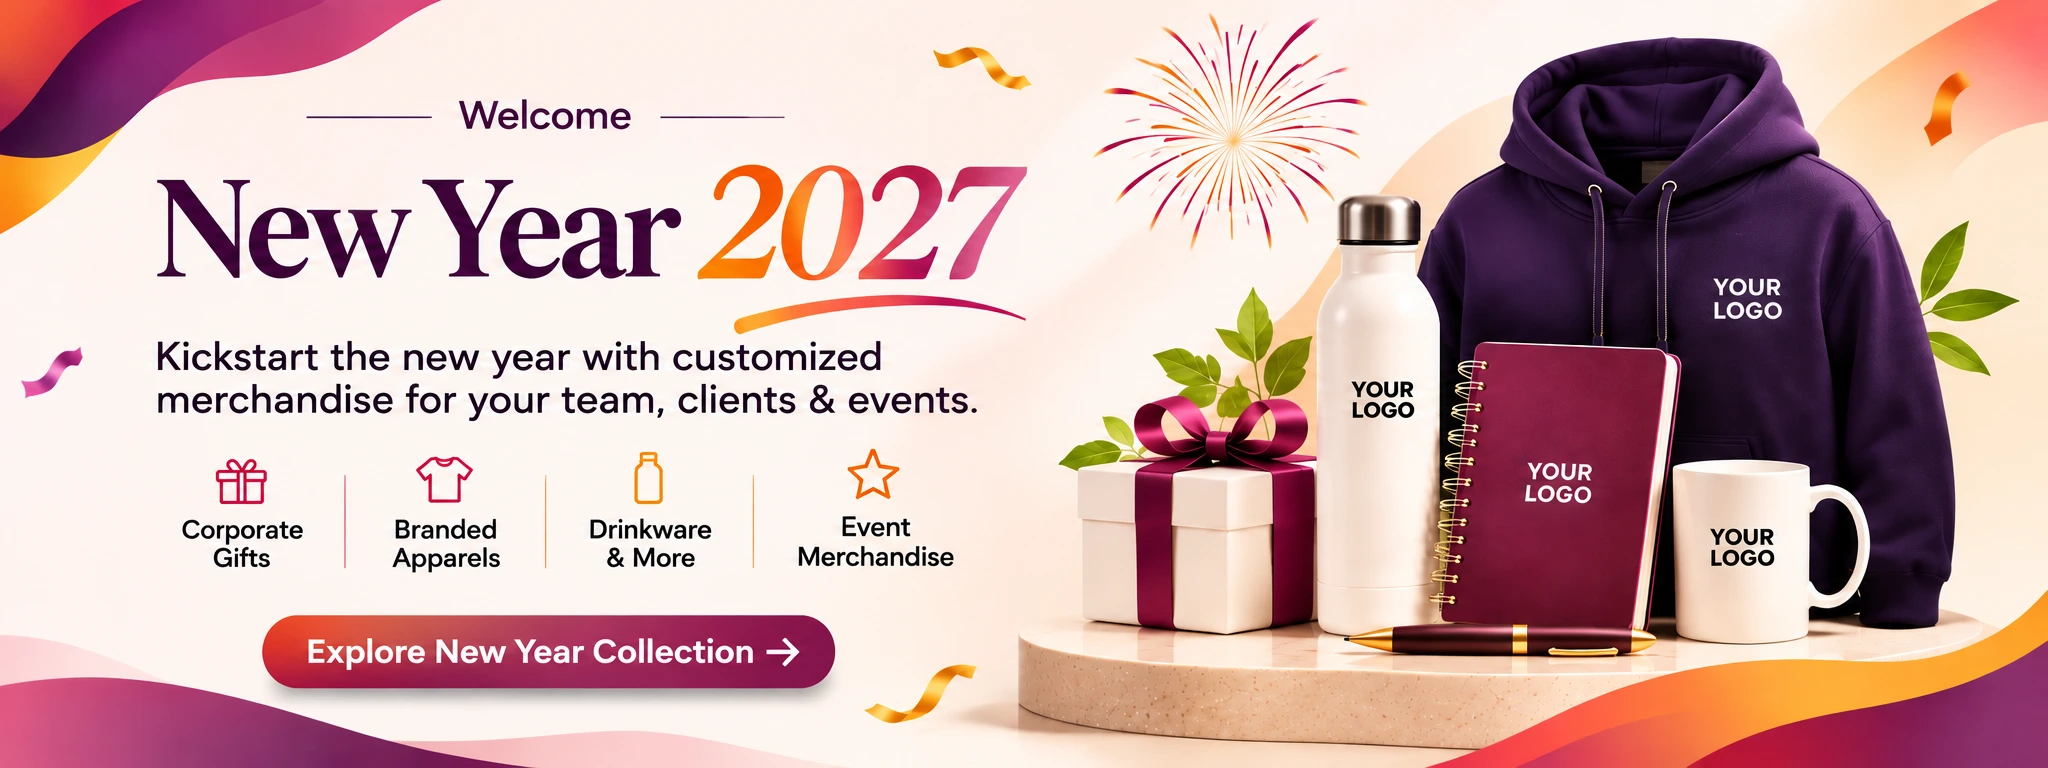 Welcome
New Year 2027
Kickstart the new year with customized
merchandise for your team, clients & events.
Corporate
Gifts
Branded
Apparels
Drinkware
& More
Event
Merchandise
Explore New Year Collection →
YOUR
LOGO
YOUR
LOGO
YOUR
LOGO
YOUR
LOGO